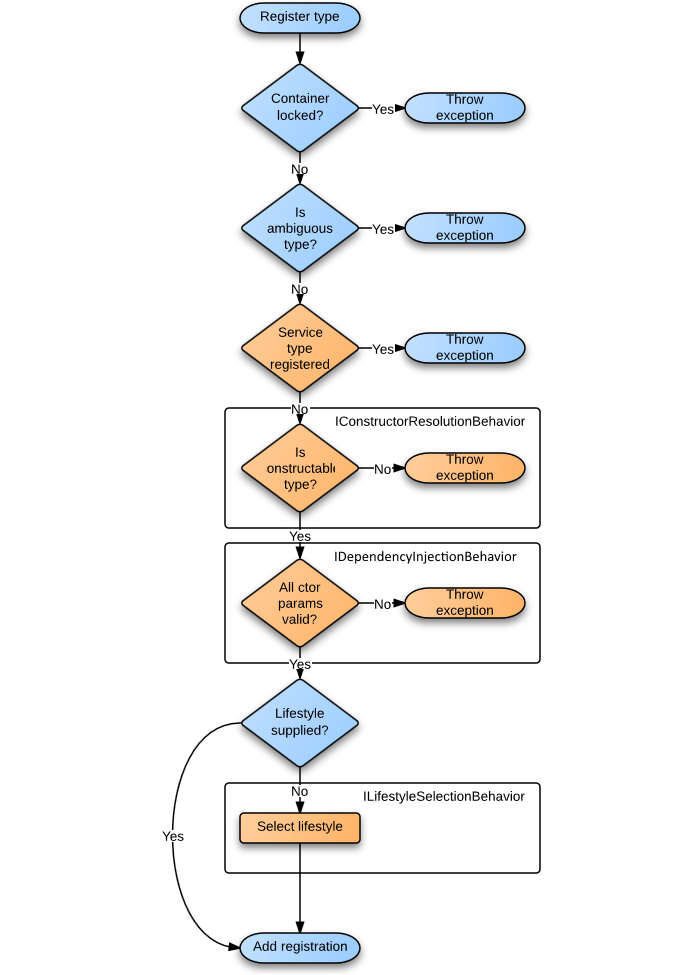 Register type
Container
locked?
Yes
Throw
exception
No
Is
ambiguous
type?
Yes
Throw
exception
No
Service
type
registered
Yes
Throw
exception
No
IConstructorResolutionBehavior
Is
onstructable
type?
No
Throw
exception
Yes
IDependencyInjectionBehavior
All ctor
params
valid?
No
Throw
exception
Yes
Lifestyle
supplied?
No
ILifestyleSelectionBehavior
Select lifestyle
Yes
Add registration